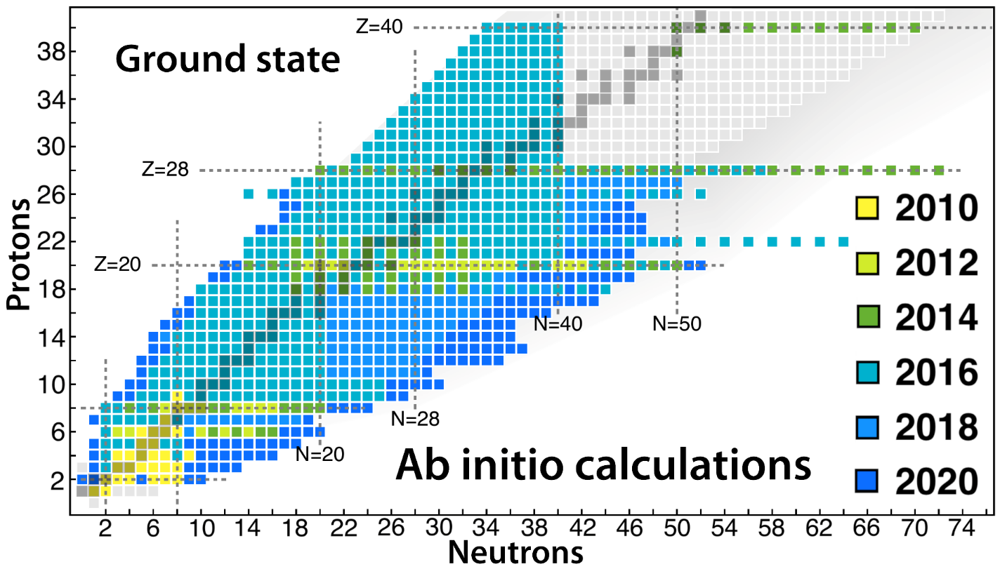 Z=40
38
Ground state
34
30
Z=28
26
2010
22
2012
Z=20
18
2014
N=40 N=50
14
2016
10
N=28
2018
6
N=20
Ab initio calculations
2020
2
Protons
2 6 10 14 18 22 26 30 34 38 42 46 50 54 58 62 66 70 74
Neutrons